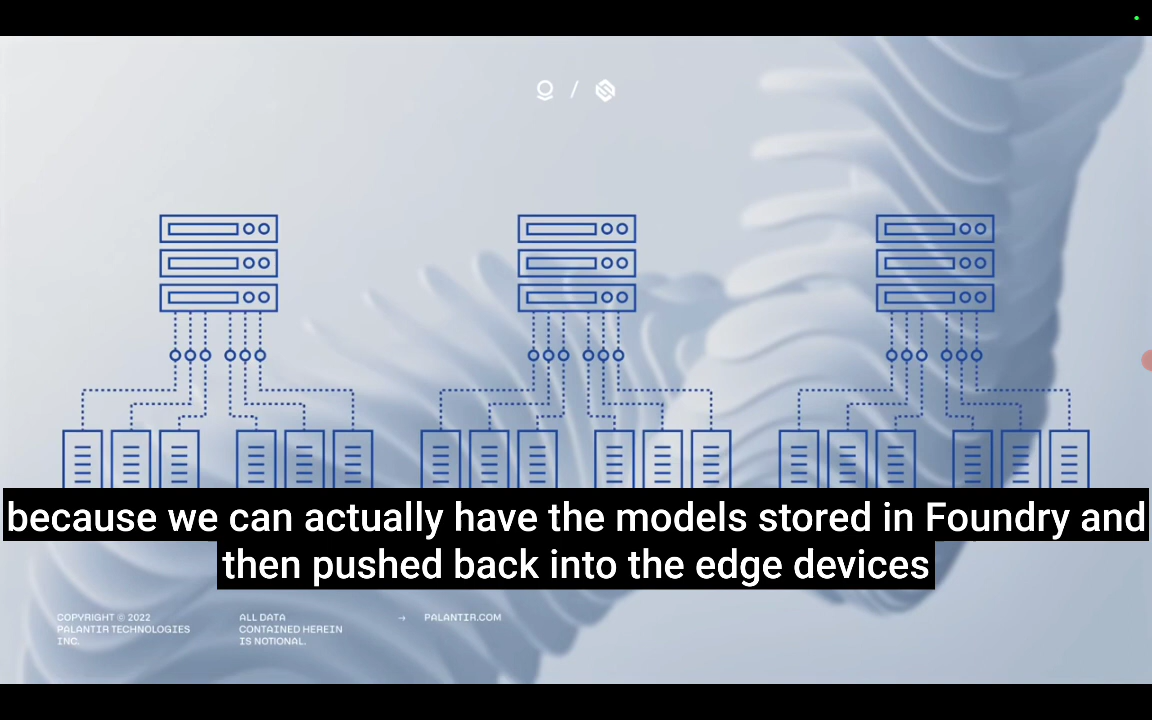 because we can actually have the models stored in Foundry and
then pushed back into the edge devices
COPYRIGHT © 2022
PALANTIR TECHNOLOGIES
INC.
ALL DATA
CONTAINED HEREIN
IS NOTIONAL.
→ PALANTIR.COM